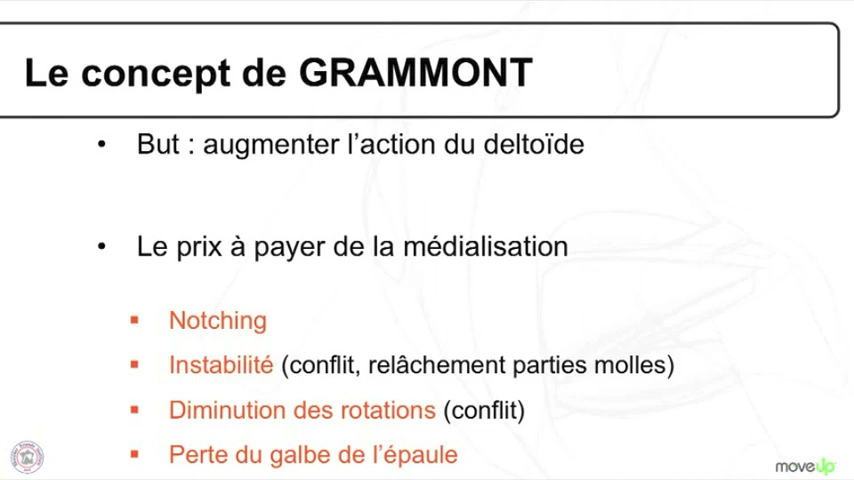 Le concept de GRAMMONT
• But : augmenter l’action du deltoïde
• Le prix à payer de la médialisation
▪ Notching
▪ Instabilité (conflit, relâchement parties molles)
▪ Diminution des rotations (conflit)
▪ Perte du galbe de l’épaule
moveUp